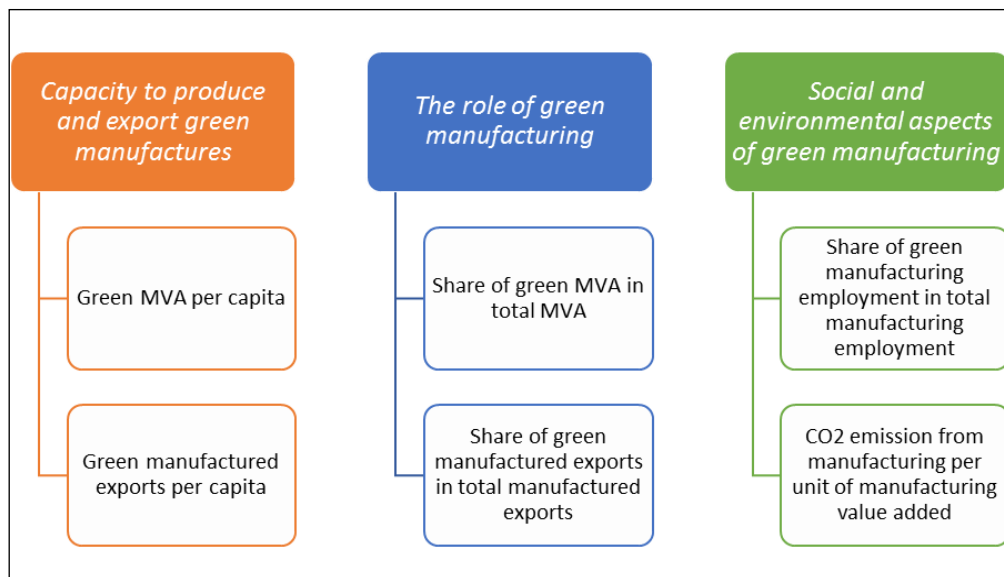 Capacity to produce
and export green
manufactures
Green MVA per capita
Green manufactured
exports per capita
The role of green
manufacturing
Share of green MVA in
total MVA
Share of green
manufactured exports
in total manufactured
exports
Social and
environmental aspects
of green manufacturing
Share of green
manufacturing
employment in total
manufacturing
employment
CO2 emission from
manufacturing per
unit of manufacturing
value added